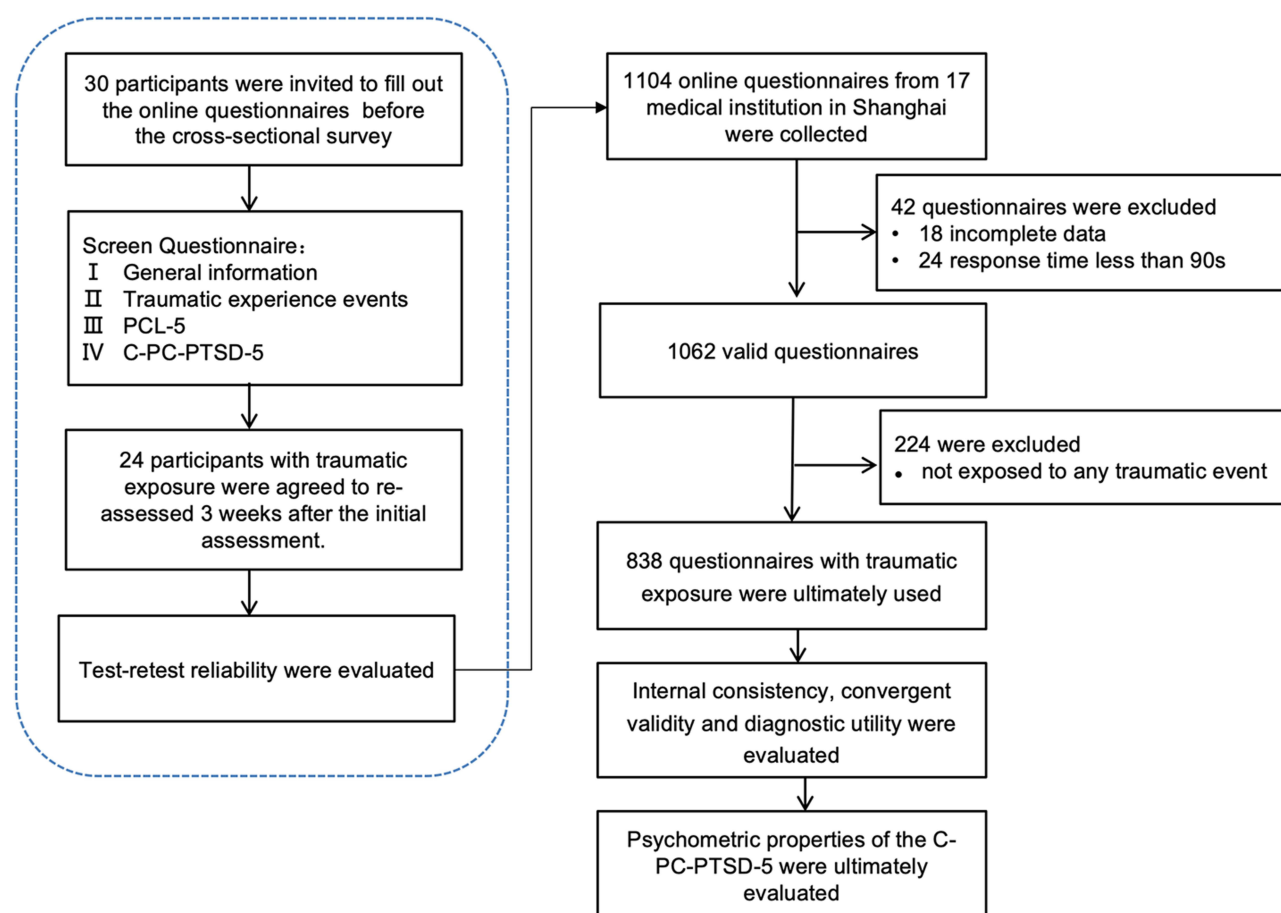 30 participants were invited to fill out
the online questionnaires before
the cross-sectional survey
Screen Questionnaire：
Ⅰ General information
Ⅱ Traumatic experience events
Ⅲ PCL-5
Ⅳ C-PC-PTSD-5
24 participants with traumatic
exposure were agreed to re-
assessed 3 weeks after the initial
assessment.
Test-retest reliability were evaluated
1104 online questionnaires from 17
medical institution in Shanghai
were collected
42 questionnaires were excluded
• 18 incomplete data
• 24 response time less than 90s
1062 valid questionnaires
224 were excluded
• not exposed to any traumatic event
838 questionnaires with traumatic
exposure were ultimately used
Internal consistency, convergent
validity and diagnostic utility were
evaluated
Psychometric properties of the C-
PC-PTSD-5 were ultimately
evaluated